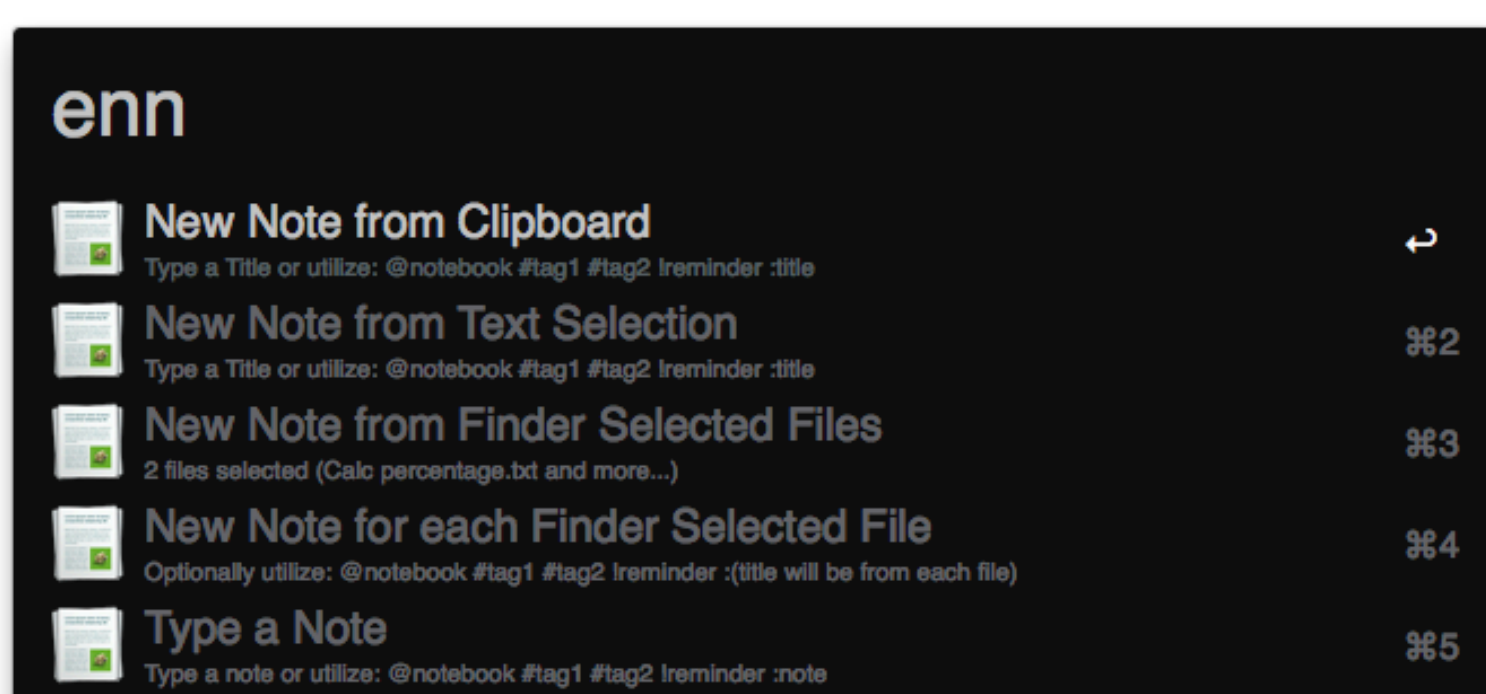 enn
New Note from Clipboard
↩
Type a Title or utilize: @notebook #tag1 #tag2 !reminder :title
New Note from Text Selection
⌘2
Type a Title or utilize: @notebook #tag1 #tag2 !reminder :title
New Note from Finder Selected Files
⌘3
2 files selected (Calc percentage.txt and more...)
New Note for each Finder Selected File
⌘4
Optionally utilize: @notebook #tag1 #tag2 !reminder :(title will be from each file)
Type a Note
⌘5
Type a note or utilize: @notebook #tag1 #tag2 !reminder :note